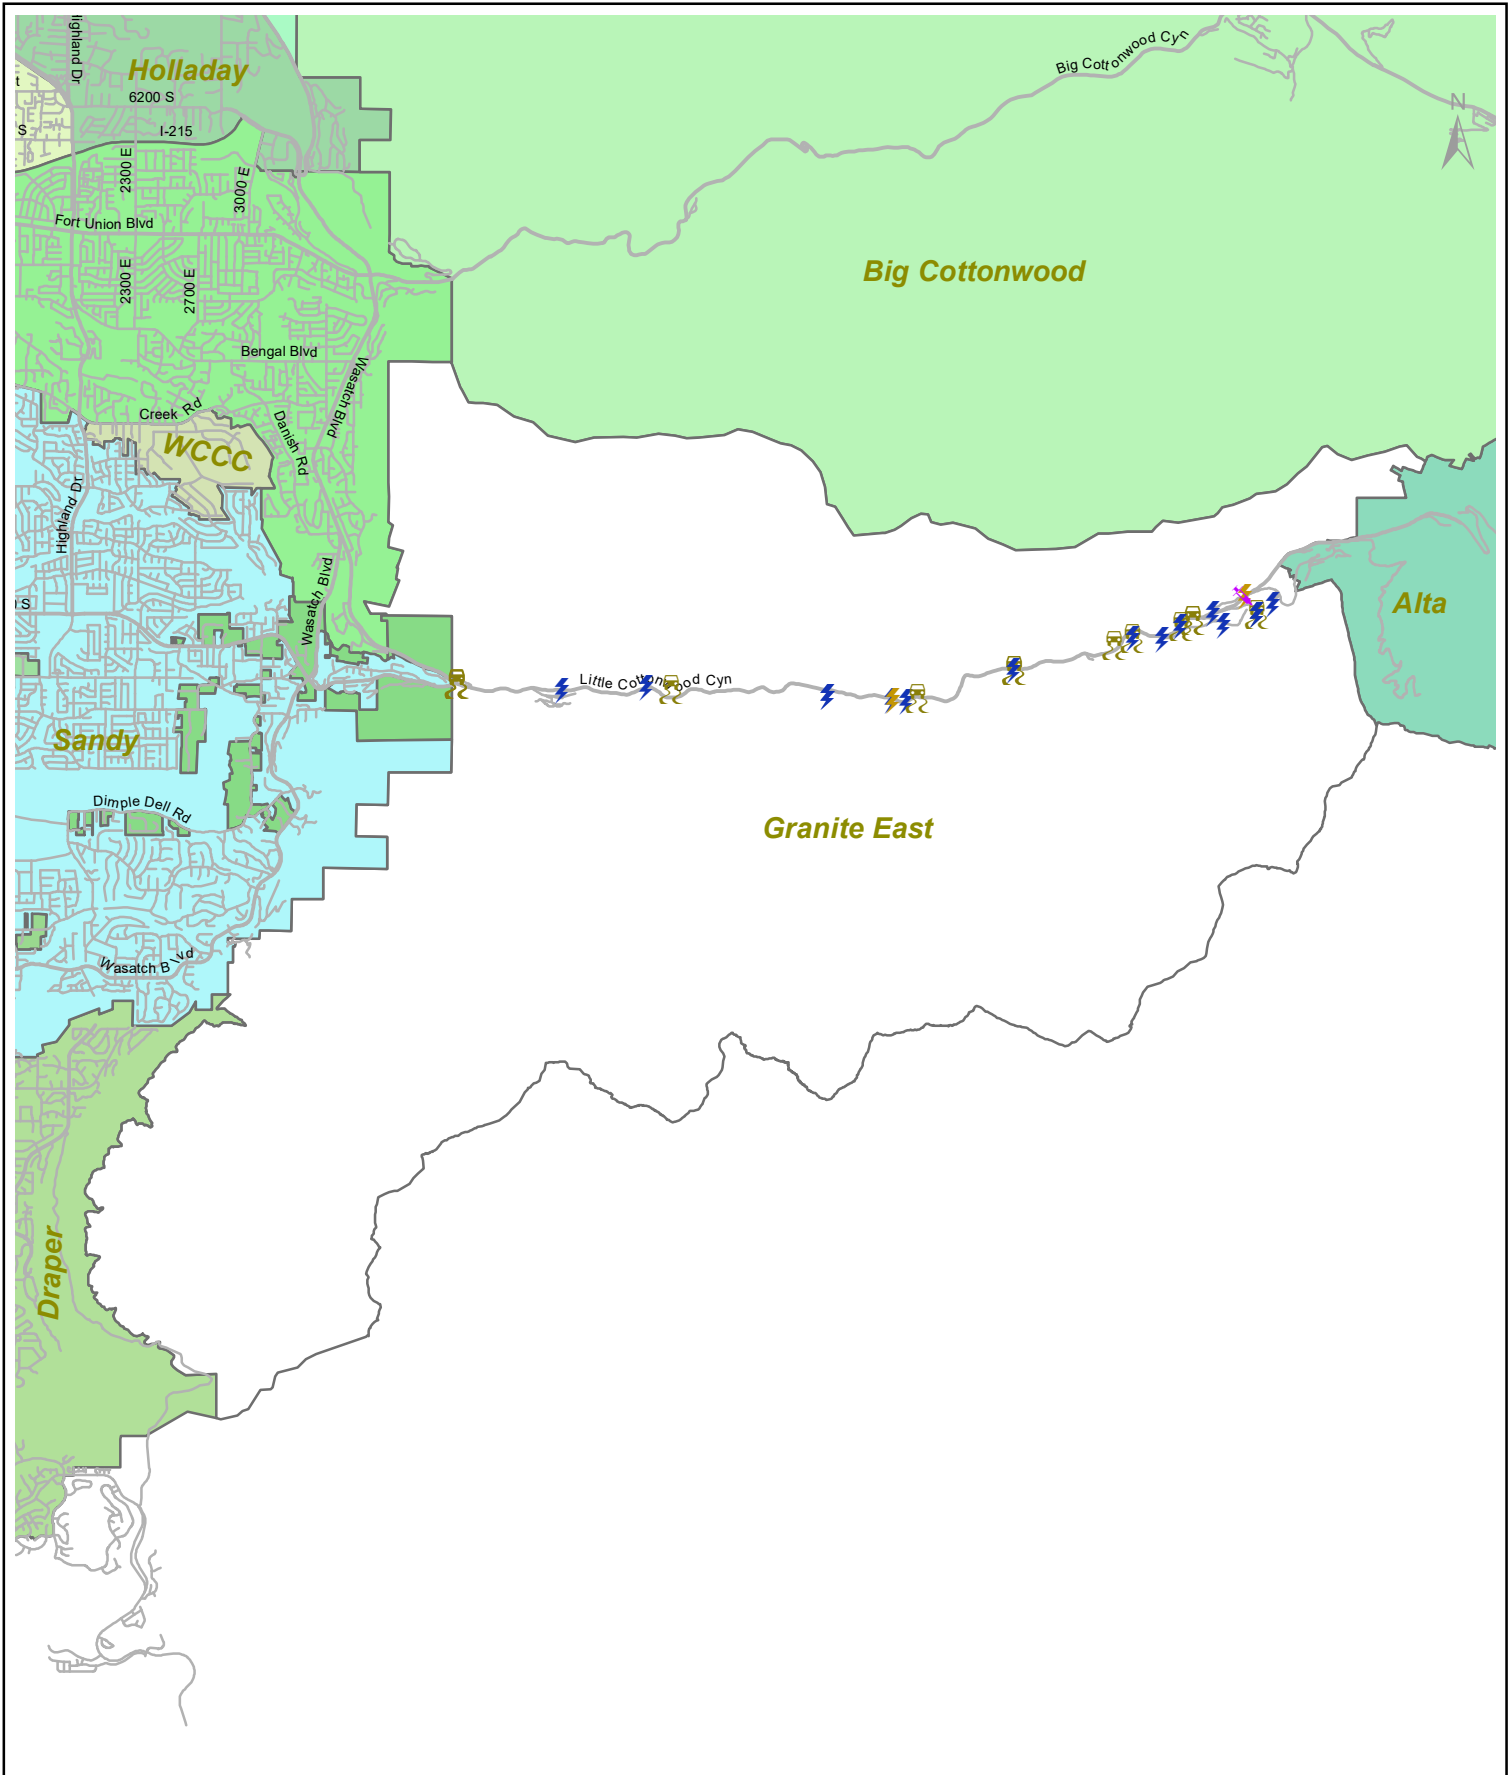 Highland Dr
Holladay
6200 S
I-215
t
S
2300 E
3000 E
Fort Union Blvd
2300 E
2700 E
Bengal Blvd
Wasatch Blvd
Creek Rd
WCCC
Danish Rd
Highland Dr
Big Cottonwood Cyn
N
Big Cottonwood
Wasatch Blvd
S
Alta
Little Cottonwood Cyn
Sandy
Dimple Dell Rd
Granite East
Wasatch Blvd
Draper